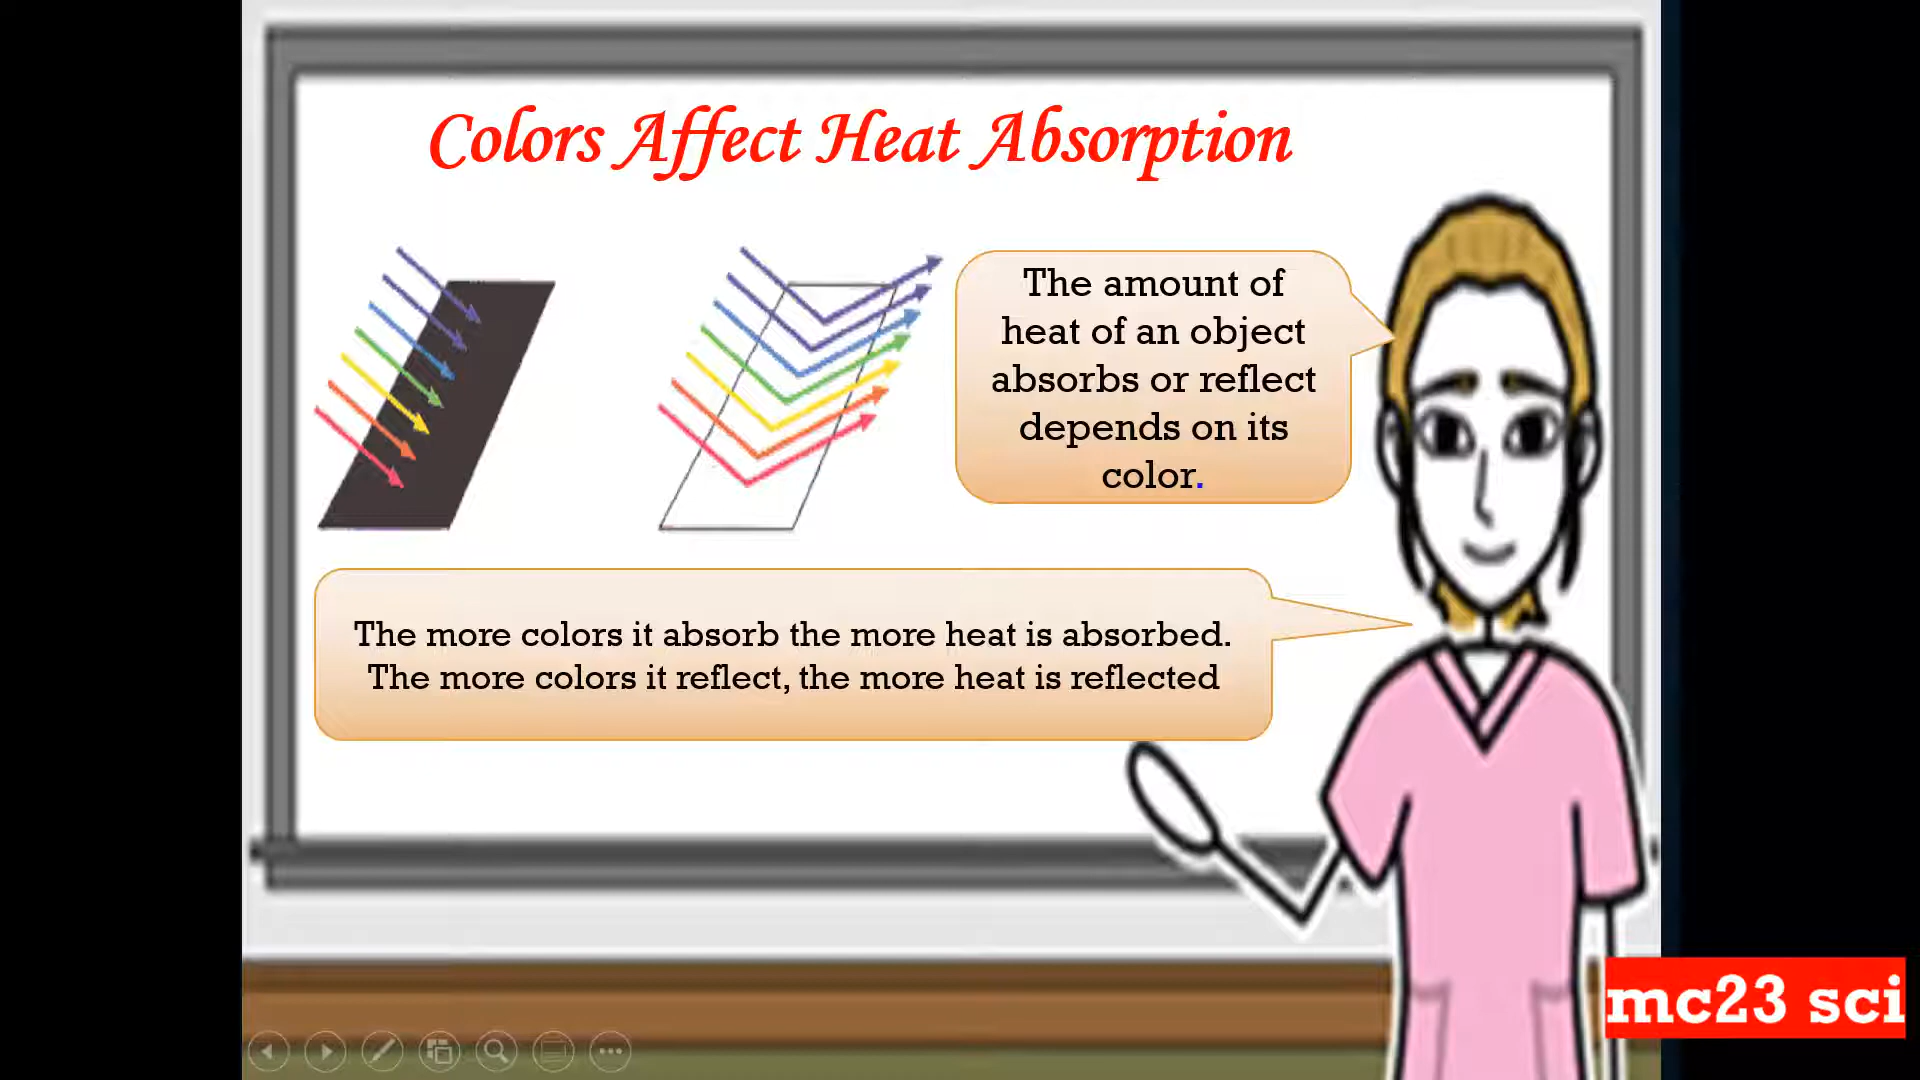 Colors Affect Heat Absorption
The amount of
heat of an object
absorbs or reflect
depends on its
color.
The more colors it absorb the more heat is absorbed.
The more colors it reflect, the more heat is reflected
mc23 sci